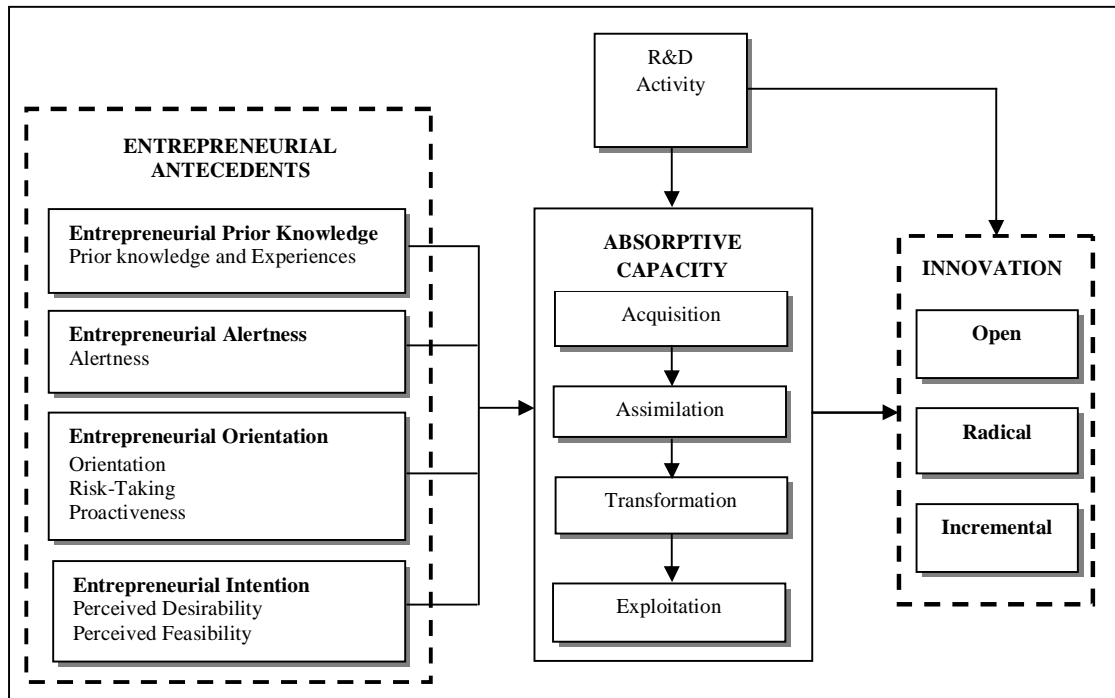 R&D
Activity
ENTREPRENEURIAL
ANTECEDENTS
Entrepreneurial Prior Knowledge
Prior knowledge and Experiences
Entrepreneurial Alertness
Alertness
Entrepreneurial Orientation
Orientation
Risk-Taking
Proactiveness
Entrepreneurial Intention
Perceived Desirability
Perceived Feasibility
ABSORPTIVE
CAPACITY
Acquisition
Assimilation
Transformation
Exploitation
INNOVATION
Open
Radical
Incremental